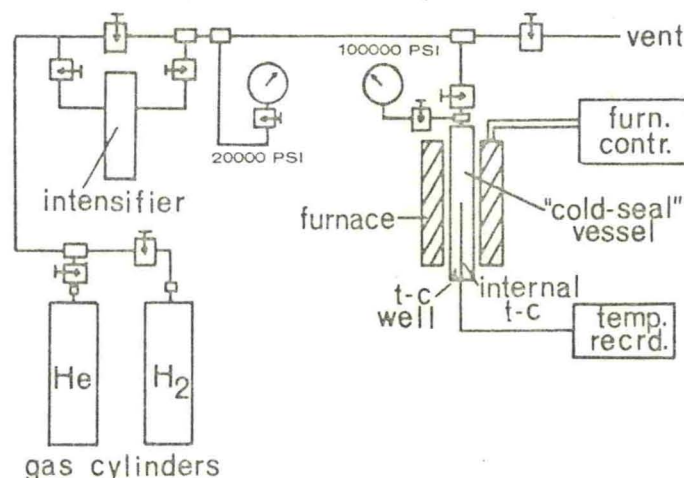 vent
100000 PSI
furn.
contr.
20000 PSI
intensifier
furnace
"cold-seal"
vessel
t-c
well
internal
t-c
temp.
recrd.
He
H2
gas cylinders